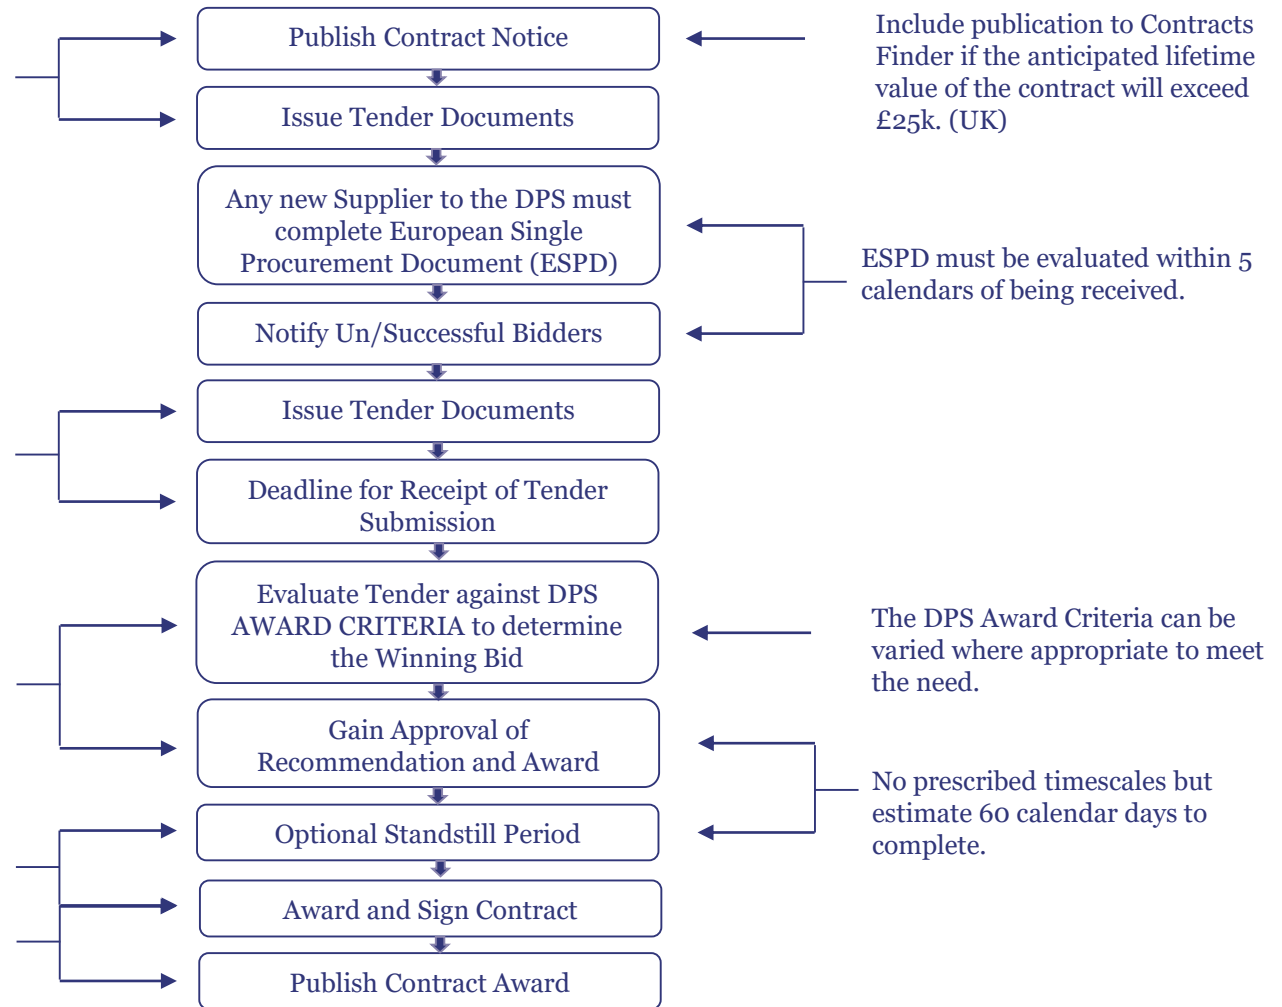 Publish Contract Notice
Include publication to Contracts
Finder if the anticipated lifetime
value of the contract will exceed
£25k. (UK)
Issue Tender Documents
Any new Supplier to the DPS must
complete European Single
Procurement Document (ESPD)
ESPD must be evaluated within 5
calendars of being received.
Notify Un/Successful Bidders
Issue Tender Documents
Deadline for Receipt of Tender
Submission
Evaluate Tender against DPS
AWARD CRITERIA to determine
the Winning Bid
The DPS Award Criteria can be
varied where appropriate to meet
the need.
Gain Approval of
Recommendation and Award
No prescribed timescales but
estimate 60 calendar days to
complete.
Optional Standstill Period
Award and Sign Contract
Publish Contract Award